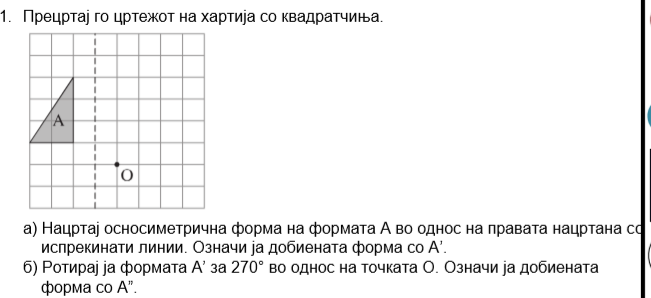 1. Прецртај го цртежот на хартија со квадратчиња.
А
О
а) Нацртај осносиметрична форма на формата А во однос на правата нацртана со
испрекинати линии. Означи ја добиената форма со А’.
б) Ротирај ја формата А’ за 270° во однос на точката О. Означи ја добиената
форма со А”.